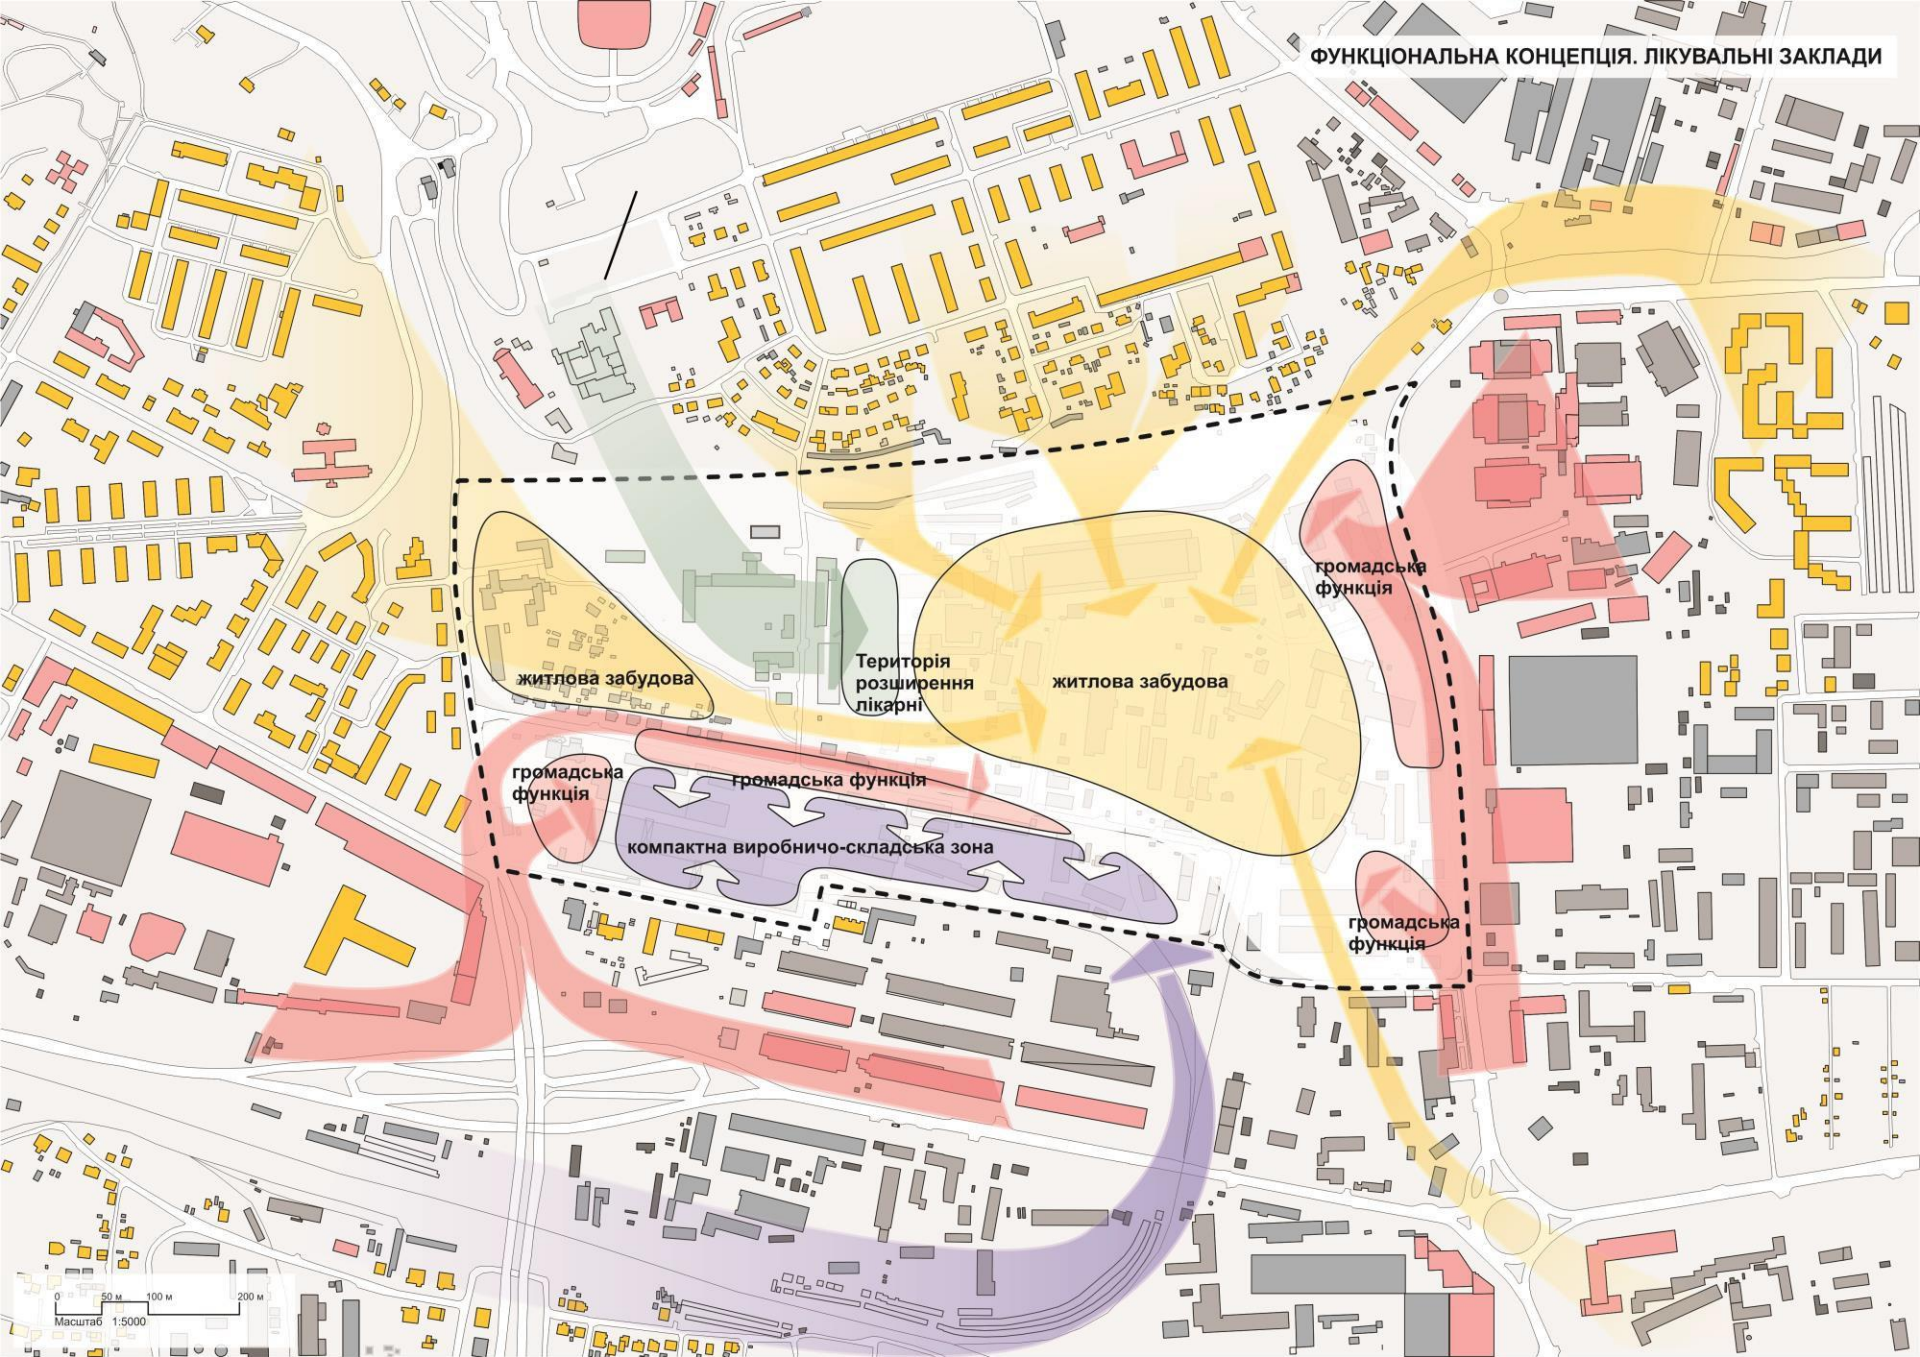 ФУНКЦІОНАЛЬНА КОНЦЕПЦІЯ. ЛІКУВАЛЬНІ ЗАКЛАДИ
громадська
функція
Територія
розширення
лікарні
житлова забудова
житлова забудова
громадська
функція
громадська функція
компактна виробничо-складська зона
громадська
функція
0 50 м 100 м 200 м
Масштаб 1:5000